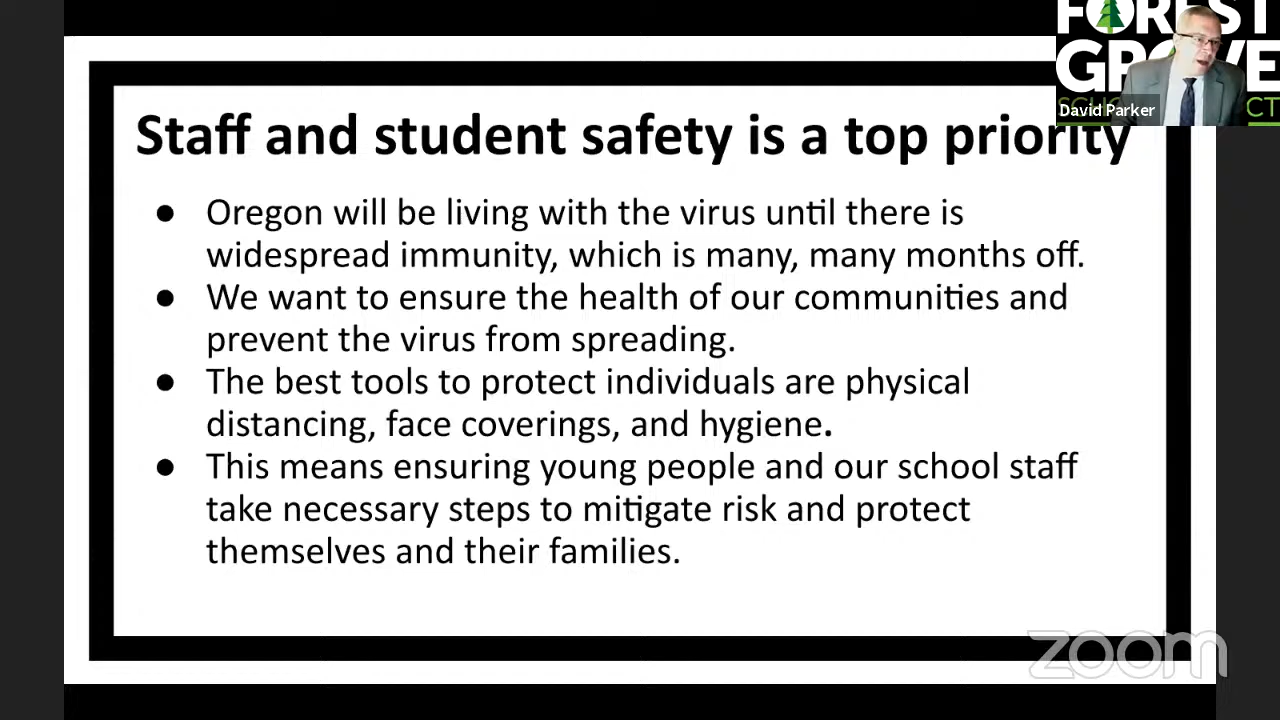 FOREST
GROVE
David Parker
CT
Staff and student safety is a top priority
● Oregon will be living with the virus until there is
widespread immunity, which is many, many months off.
● We want to ensure the health of our communities and
prevent the virus from spreading.
● The best tools to protect individuals are physical
distancing, face coverings, and hygiene.
● This means ensuring young people and our school staff
take necessary steps to mitigate risk and protect
themselves and their families.
zoom